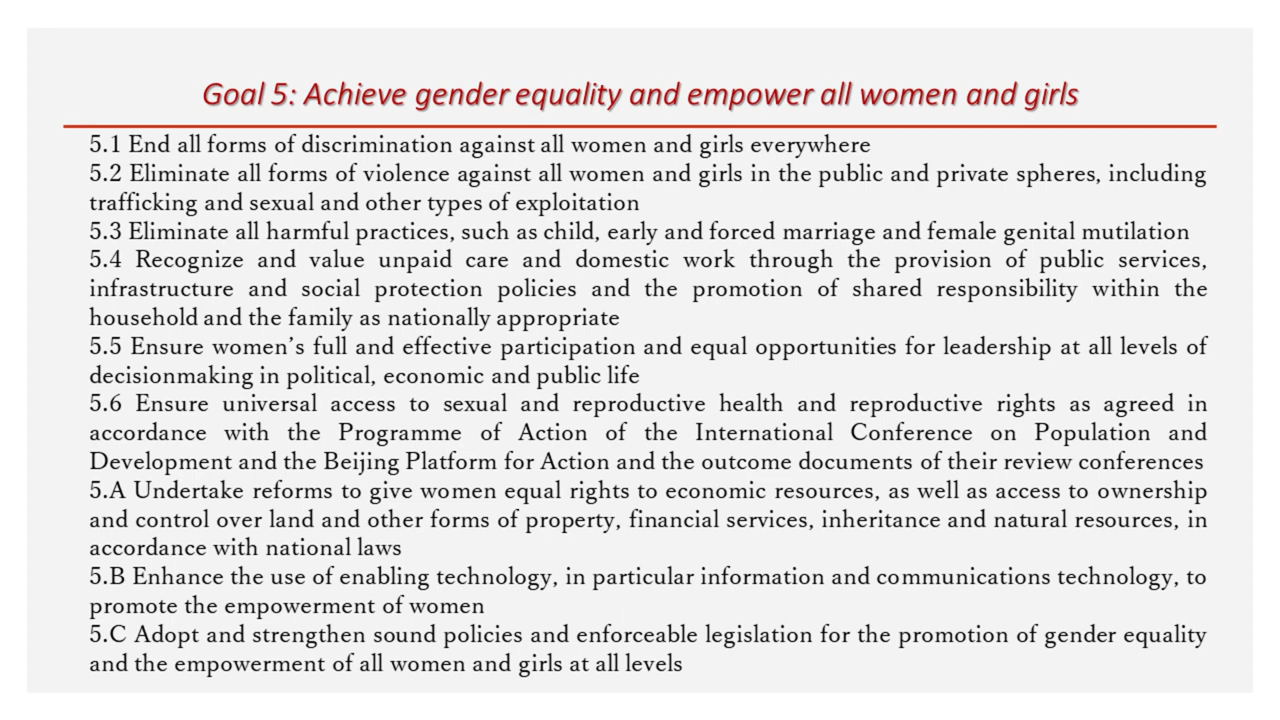 Goal 5: Achieve gender equality and empower all women and girls
5.1 End all forms of discrimination against all women and girls everywhere
5.2 Eliminate all forms of violence against all women and girls in the public and private spheres, including
trafficking and sexual and other types of exploitation
5.3 Eliminate all harmful practices, such as child, early and forced marriage and female genital mutilation
5.4 Recognize and value unpaid care and domestic work through the provision of public services,
infrastructure and social protection policies and the promotion of shared responsibility within the
household and the family as nationally appropriate
5.5 Ensure women's full and effective participation and equal opportunities for leadership at all levels of
decisionmaking in political, economic and public life
5.6 Ensure universal access to sexual and reproductive health and reproductive rights as agreed in
accordance with the Programme of Action of the International Conference on Population and
Development and the Beijing Platform for Action and the outcome documents of their review conferences
5.A Undertake reforms to give women equal rights to economic resources, as well as access to ownership
and control over land and other forms of property, financial services, inheritance and natural resources, in
accordance with national laws
5.B Enhance the use of enabling technology, in particular information and communications technology, to
promote the empowerment of women
5.C Adopt and strengthen sound policies and enforceable legislation for the promotion of gender equality
and the empowerment of all women and girls at all levels